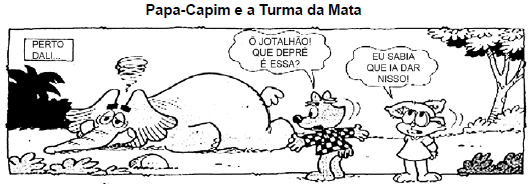 Papa-Capim e a Turma da Mata
PERTO
DALI...
Ô JOTALHÃO!
QUE DEPRÊ
É ESSA?
EU SABIA
QUE IA DAR
NISSO!